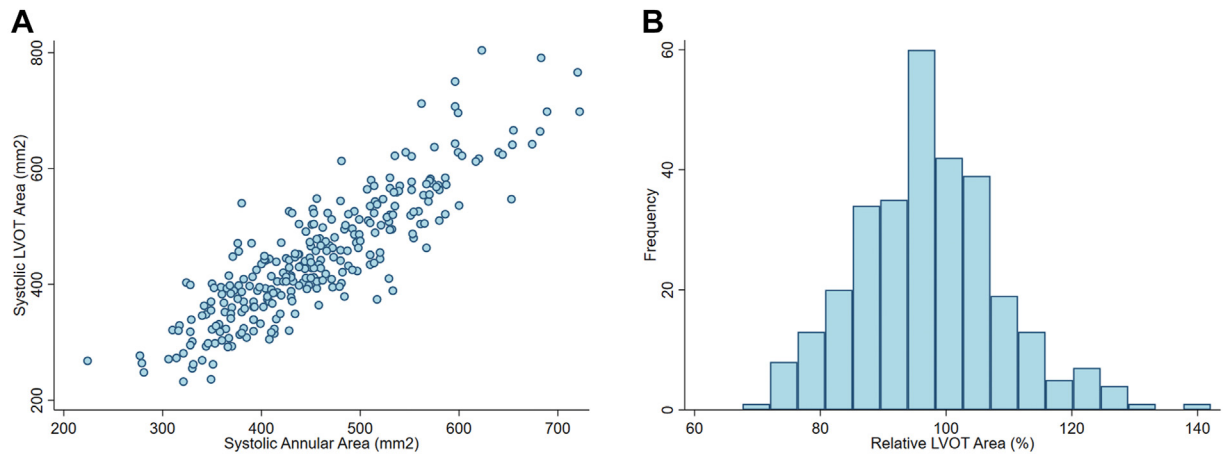 A
B
Systolic LVOT Area (mm2)
800
600
400
200
200 300 400 500 600 700
Systolic Annular Area (mm2)
Frequency
60
40
20
0
60 80 100 120 140
Relative LVOT Area (%)